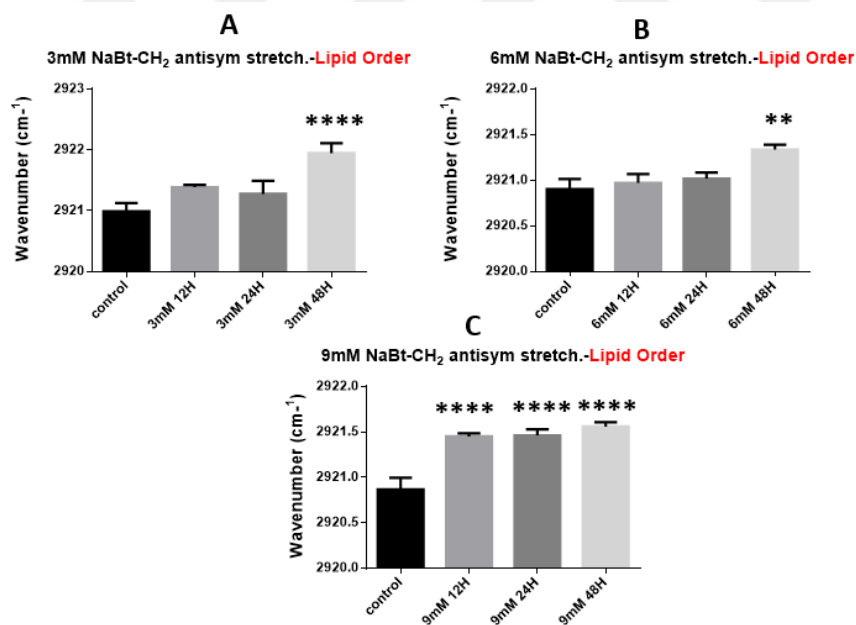 A
3mM NaBt-CH₂ antisym stretch.-Lipid Order
Wavenumber (cm-¹)
2923
2922
2921
2920
****
control
3mM 12H
3mM 24H
3mM 48H
B
6mM NaBt-CH₂ antisym stretch.-Lipid Order
Wavenumber (cm-¹)
2922.0
2921.5
2921.0
2920.5
2920.0
**
control
6mM 12H
6mM 24H
6mM 48H
C
9mM NaBt-CH₂ antisym stretch.-Lipid Order
Wavenumber (cm-¹)
2922.0
2921.5
2921.0
2920.5
2920.0
**** **** ****
control
9mM 12H
9mM 24H
9mM 48H